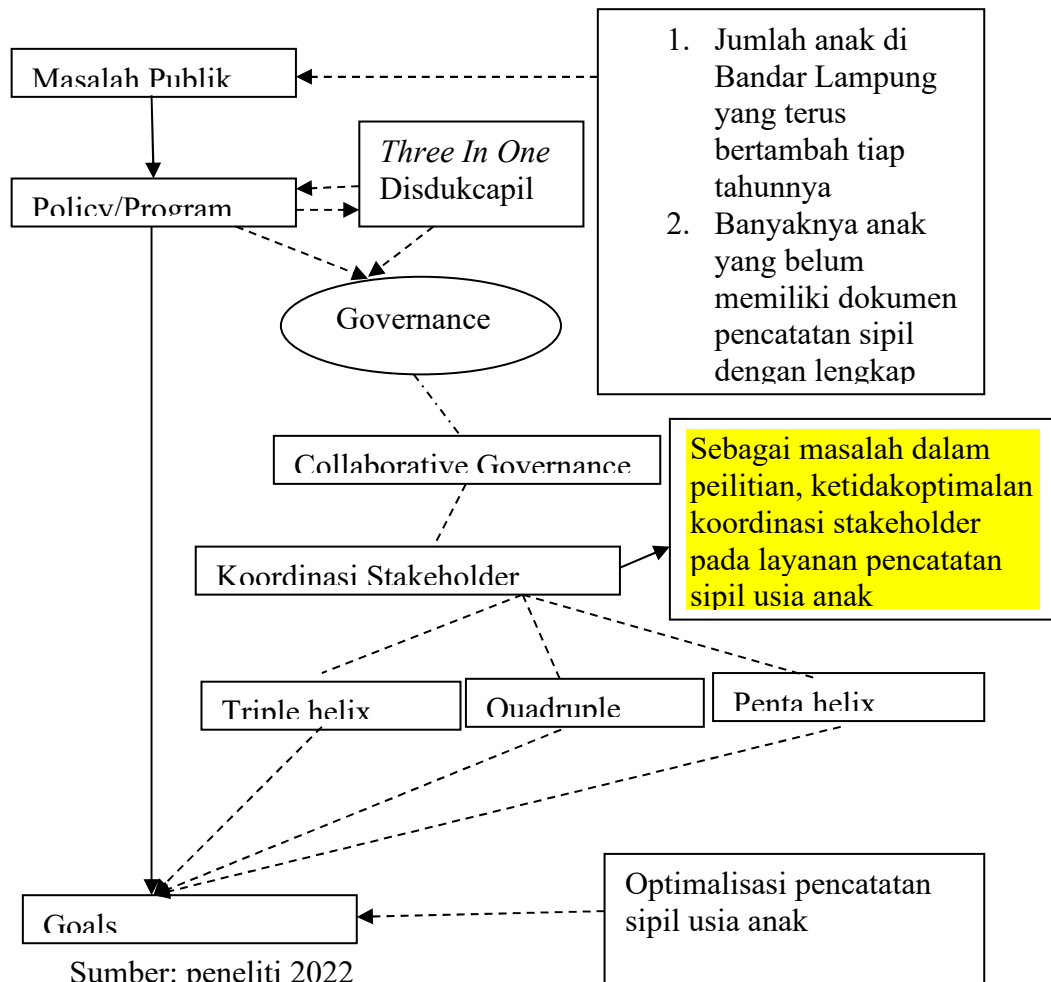 Masalah Publik
1. Jumlah anak di
Bandar Lampung
yang terus
bertambah tiap
tahunnya
2. Banyaknya anak
yang belum
memiliki dokumen
pencatatan sipil
dengan lengkap
Three In One
Disdukcapil
Policy/Program
Governance
Collaborative Governance
Sebagai masalah dalam
peilitian, ketidakoptimalan
koordinasi stakeholder
pada layanan pencatatan
sipil usia anak
Koordinasi Stakeholder
Triple helix
Quadruple
Penta helix
Optimalisasi pencatatan
sipil usia anak
Goals
Sumber: peneliti 2022